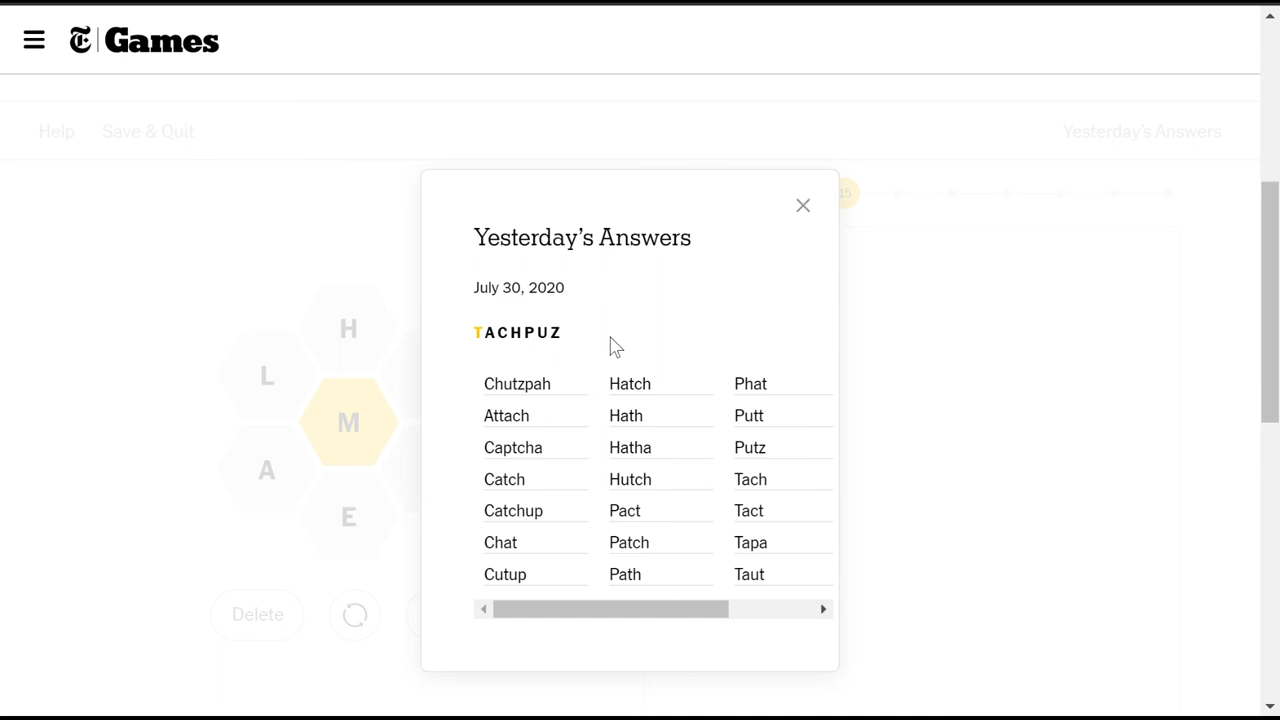 T Games
Help Save & Quit Yesterday's Answers
15
Yesterday's Answers
July 30, 2020
TACHPUZ
Chutzpah Hatch Phat
Attach Hath Putt
Captcha Hatha Putz
Catch Hutch Tach
Catchup Pact Tact
Chat Patch Tapa
Cutup Path Taut
H
L
M
A
E
Delete